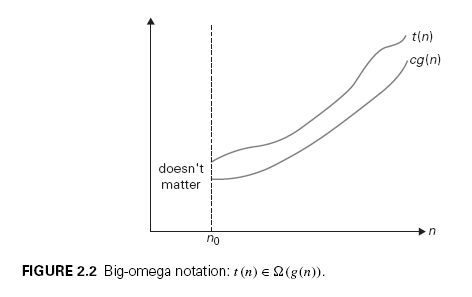 t(n)
cg(n)
doesn't
matter
n
n₀
FIGURE 2.2 Big-omega notation: t(n) ∈ Ω(g(n)).